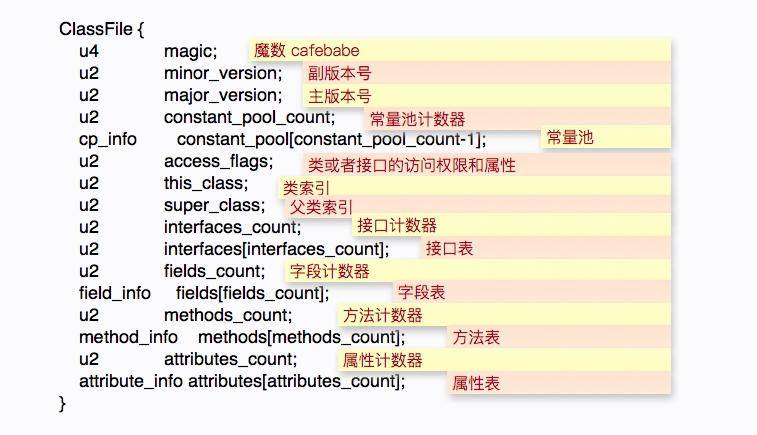 ClassFile {
u4 magic; 魔数 cafebabe
u2 minor_version; 副版本号
u2 major_version; 主版本号
u2 constant_pool_count; 常量池计数器
cp_info constant_pool[constant_pool_count-1]; 常量池
u2 access_flags; 类或者接口的访问权限和属性
u2 this_class; 类索引
u2 super_class; 父类索引
u2 interfaces_count; 接口计数器
u2 interfaces[interfaces_count]; 接口表
u2 fields_count; 字段计数器
field_info fields[fields_count]; 字段表
u2 methods_count; 方法计数器
method_info methods[methods_count]; 方法表
u2 attributes_count; 属性计数器
attribute_info attributes[attributes_count]; 属性表
}